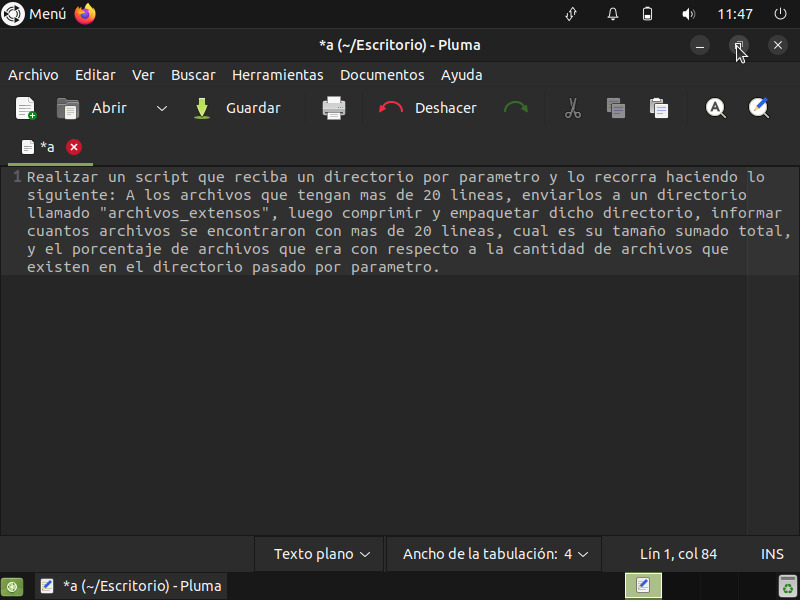 Menú
11:47
*a (~/Escritorio) - Pluma
Archivo Editar Ver Buscar Herramientas Documentos Ayuda
Abrir Guardar Deshacer
*a
1 Realizar un script que reciba un directorio por parametro y lo recorra haciendo lo
siguiente: A los archivos que tengan mas de 20 lineas, enviarlos a un directorio
llamado "archivos_extensos", luego comprimir y empaquetar dicho directorio, informar
cuantos archivos se encontraron con mas de 20 lineas, cual es su tamaño sumado total,
y el porcentaje de archivos que era con respecto a la cantidad de archivos que
existen en el directorio pasado por parametro.
Texto plano Ancho de la tabulación: 4 Lín 1, col 84 INS
*a (~/Escritorio) - Pluma